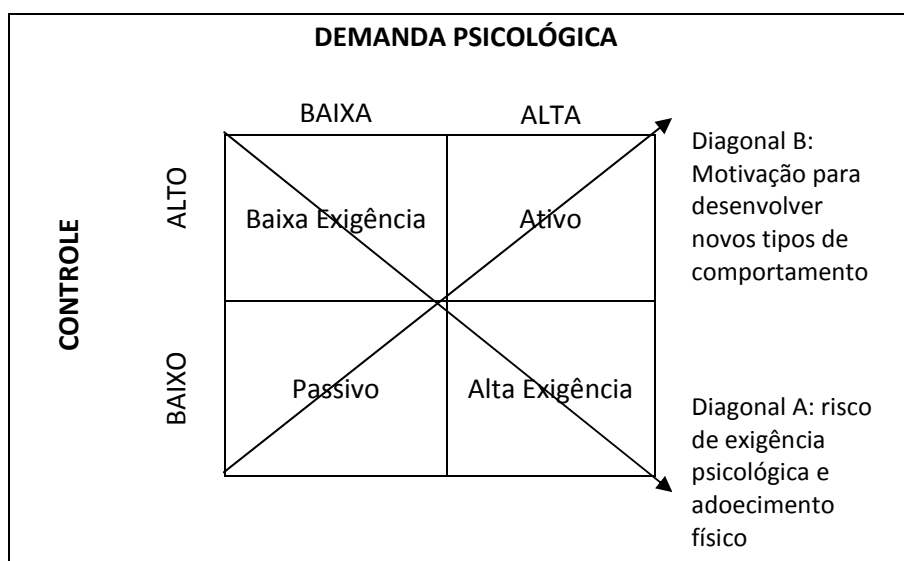 DEMANDA PSICOLÓGICA
BAIXA ALTA
CONTROLE
ALTO
BAIXO
Baixa Exigência Ativo
Passivo Alta Exigência
Diagonal B:
Motivação para
desenvolver
novos tipos de
comportamento
Diagonal A: risco
de exigência
psicológica e
adoecimento
físico